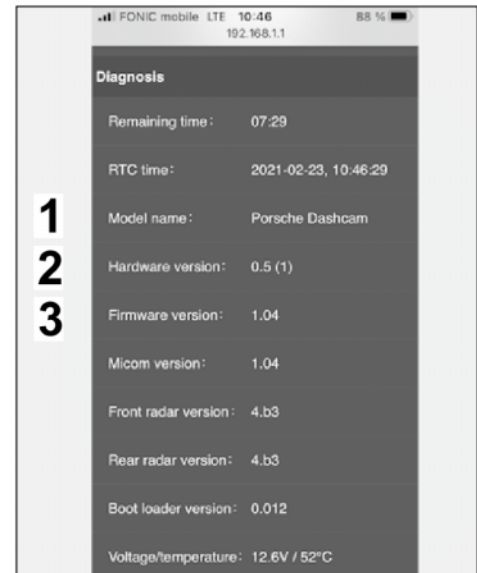 FONIC mobile LTE 10:46 88 %
192.168.1.1
Diagnosis
Remaining time: 07:29
RTC time: 2021-02-23, 10:46:29
1 Model name: Porsche Dashcam
2 Hardware version: 0.5 (1)
3 Firmware version: 1.04
Micom version: 1.04
Front radar version: 4.b3
Rear radar version: 4.b3
Boot loader version: 0.012
Voltage/temperature: 12.6V / 52°C